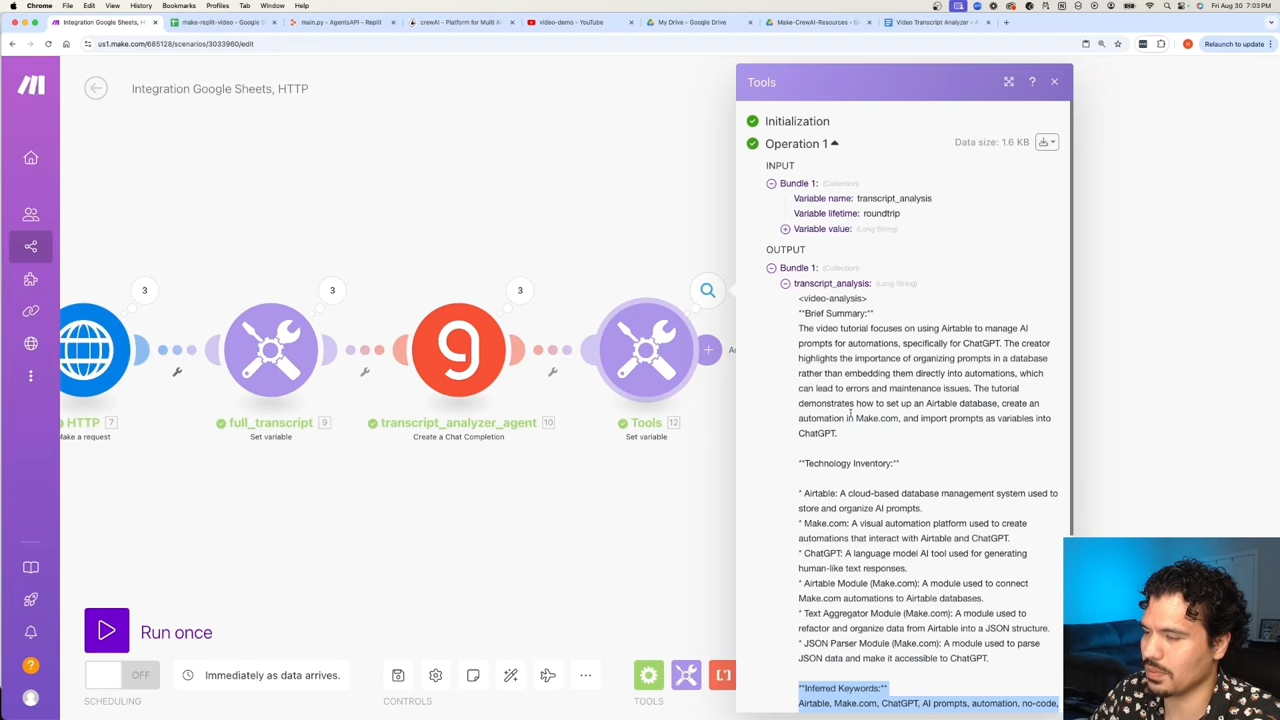 Chrome File Edit View History Bookmarks Profiles Tab Window Help
Fri Aug 30 7:03 PM
Integration Google Sheets, H
make-replit-video - Google S
main.py - AgentsAPI - Replit
crewAI - Platform for Multi A
video-demo - YouTube
My Drive - Google Drive
Make-CrewAI-Resources - G
Video Transcript Analyzer -
us1.make.com/685128/scenarios/3033960/edit
Relaunch to update
Integration Google Sheets, HTTP
Tools
Initialization
Operation 1
Data size: 1.6 KB
INPUT
Bundle 1: (Collection)
Variable name: transcript_analysis
Variable lifetime: roundtrip
Variable value: (Long String)
OUTPUT
Bundle 1: (Collection)
transcript_analysis: (Long String)
<video-analysis>
**Brief Summary:**
The video tutorial focuses on using Airtable to manage AI
prompts for automations, specifically for ChatGPT. The creator
highlights the importance of organizing prompts in a database
rather than embedding them directly into automations, which
can lead to errors and maintenance issues. The tutorial
demonstrates how to set up an Airtable database, create an
automation in Make.com, and import prompts as variables into
ChatGPT.
**Technology Inventory:**
* Airtable: A cloud-based database management system used to
store and organize AI prompts.
* Make.com: A visual automation platform used to create
automations that interact with Airtable and ChatGPT.
* ChatGPT: A language model AI tool used for generating
human-like text responses.
* Airtable Module (Make.com): A module used to connect
Make.com automations to Airtable databases.
* Text Aggregator Module (Make.com): A module used to
refactor and organize data from Airtable into a JSON structure.
* JSON Parser Module (Make.com): A module used to parse
JSON data and make it accessible to ChatGPT.
**Inferred Keywords:**
Airtable, Make.com, ChatGPT, AI prompts, automation, no-code,
3
3
3
HTTP 7
Make a request
full_transcript 9
Set variable
transcript_analyzer_agent 10
Create a Chat Completion
Tools 12
Set variable
Run once
OFF
Immediately as data arrives.
SCHEDULING
CONTROLS
TOOLS